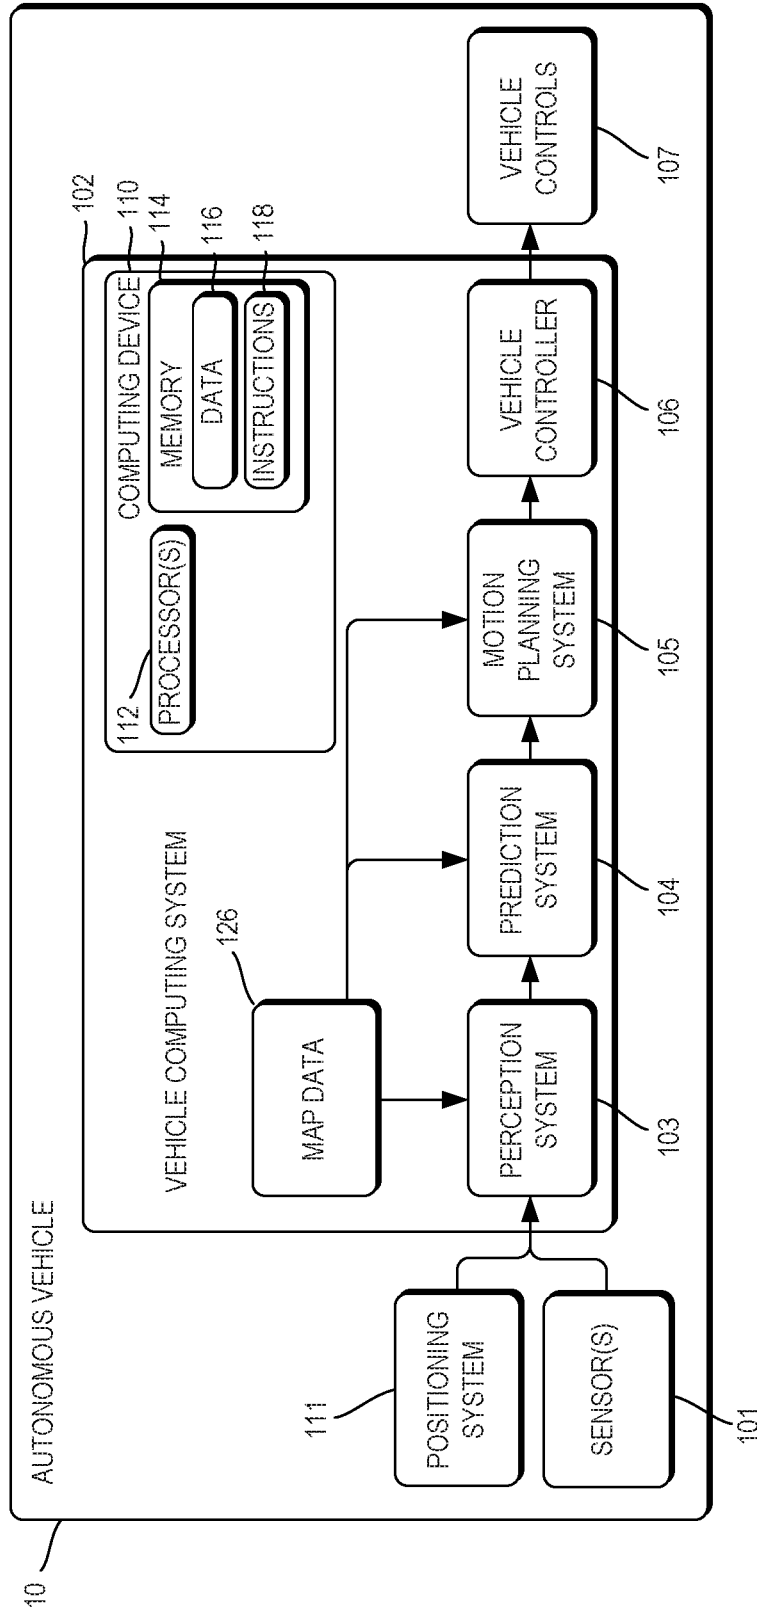 10
AUTONOMOUS VEHICLE
102
VEHICLE COMPUTING SYSTEM
COMPUTING DEVICE
110
112
PROCESSOR(S)
MEMORY
114
DATA
116
INSTRUCTIONS
118
MAP DATA
126
111
POSITIONING
SYSTEM
SENSOR(S)
101
PERCEPTION
SYSTEM
103
PREDICTION
SYSTEM
104
MOTION
PLANNING
SYSTEM
105
VEHICLE
CONTROLLER
106
VEHICLE
CONTROLS
107